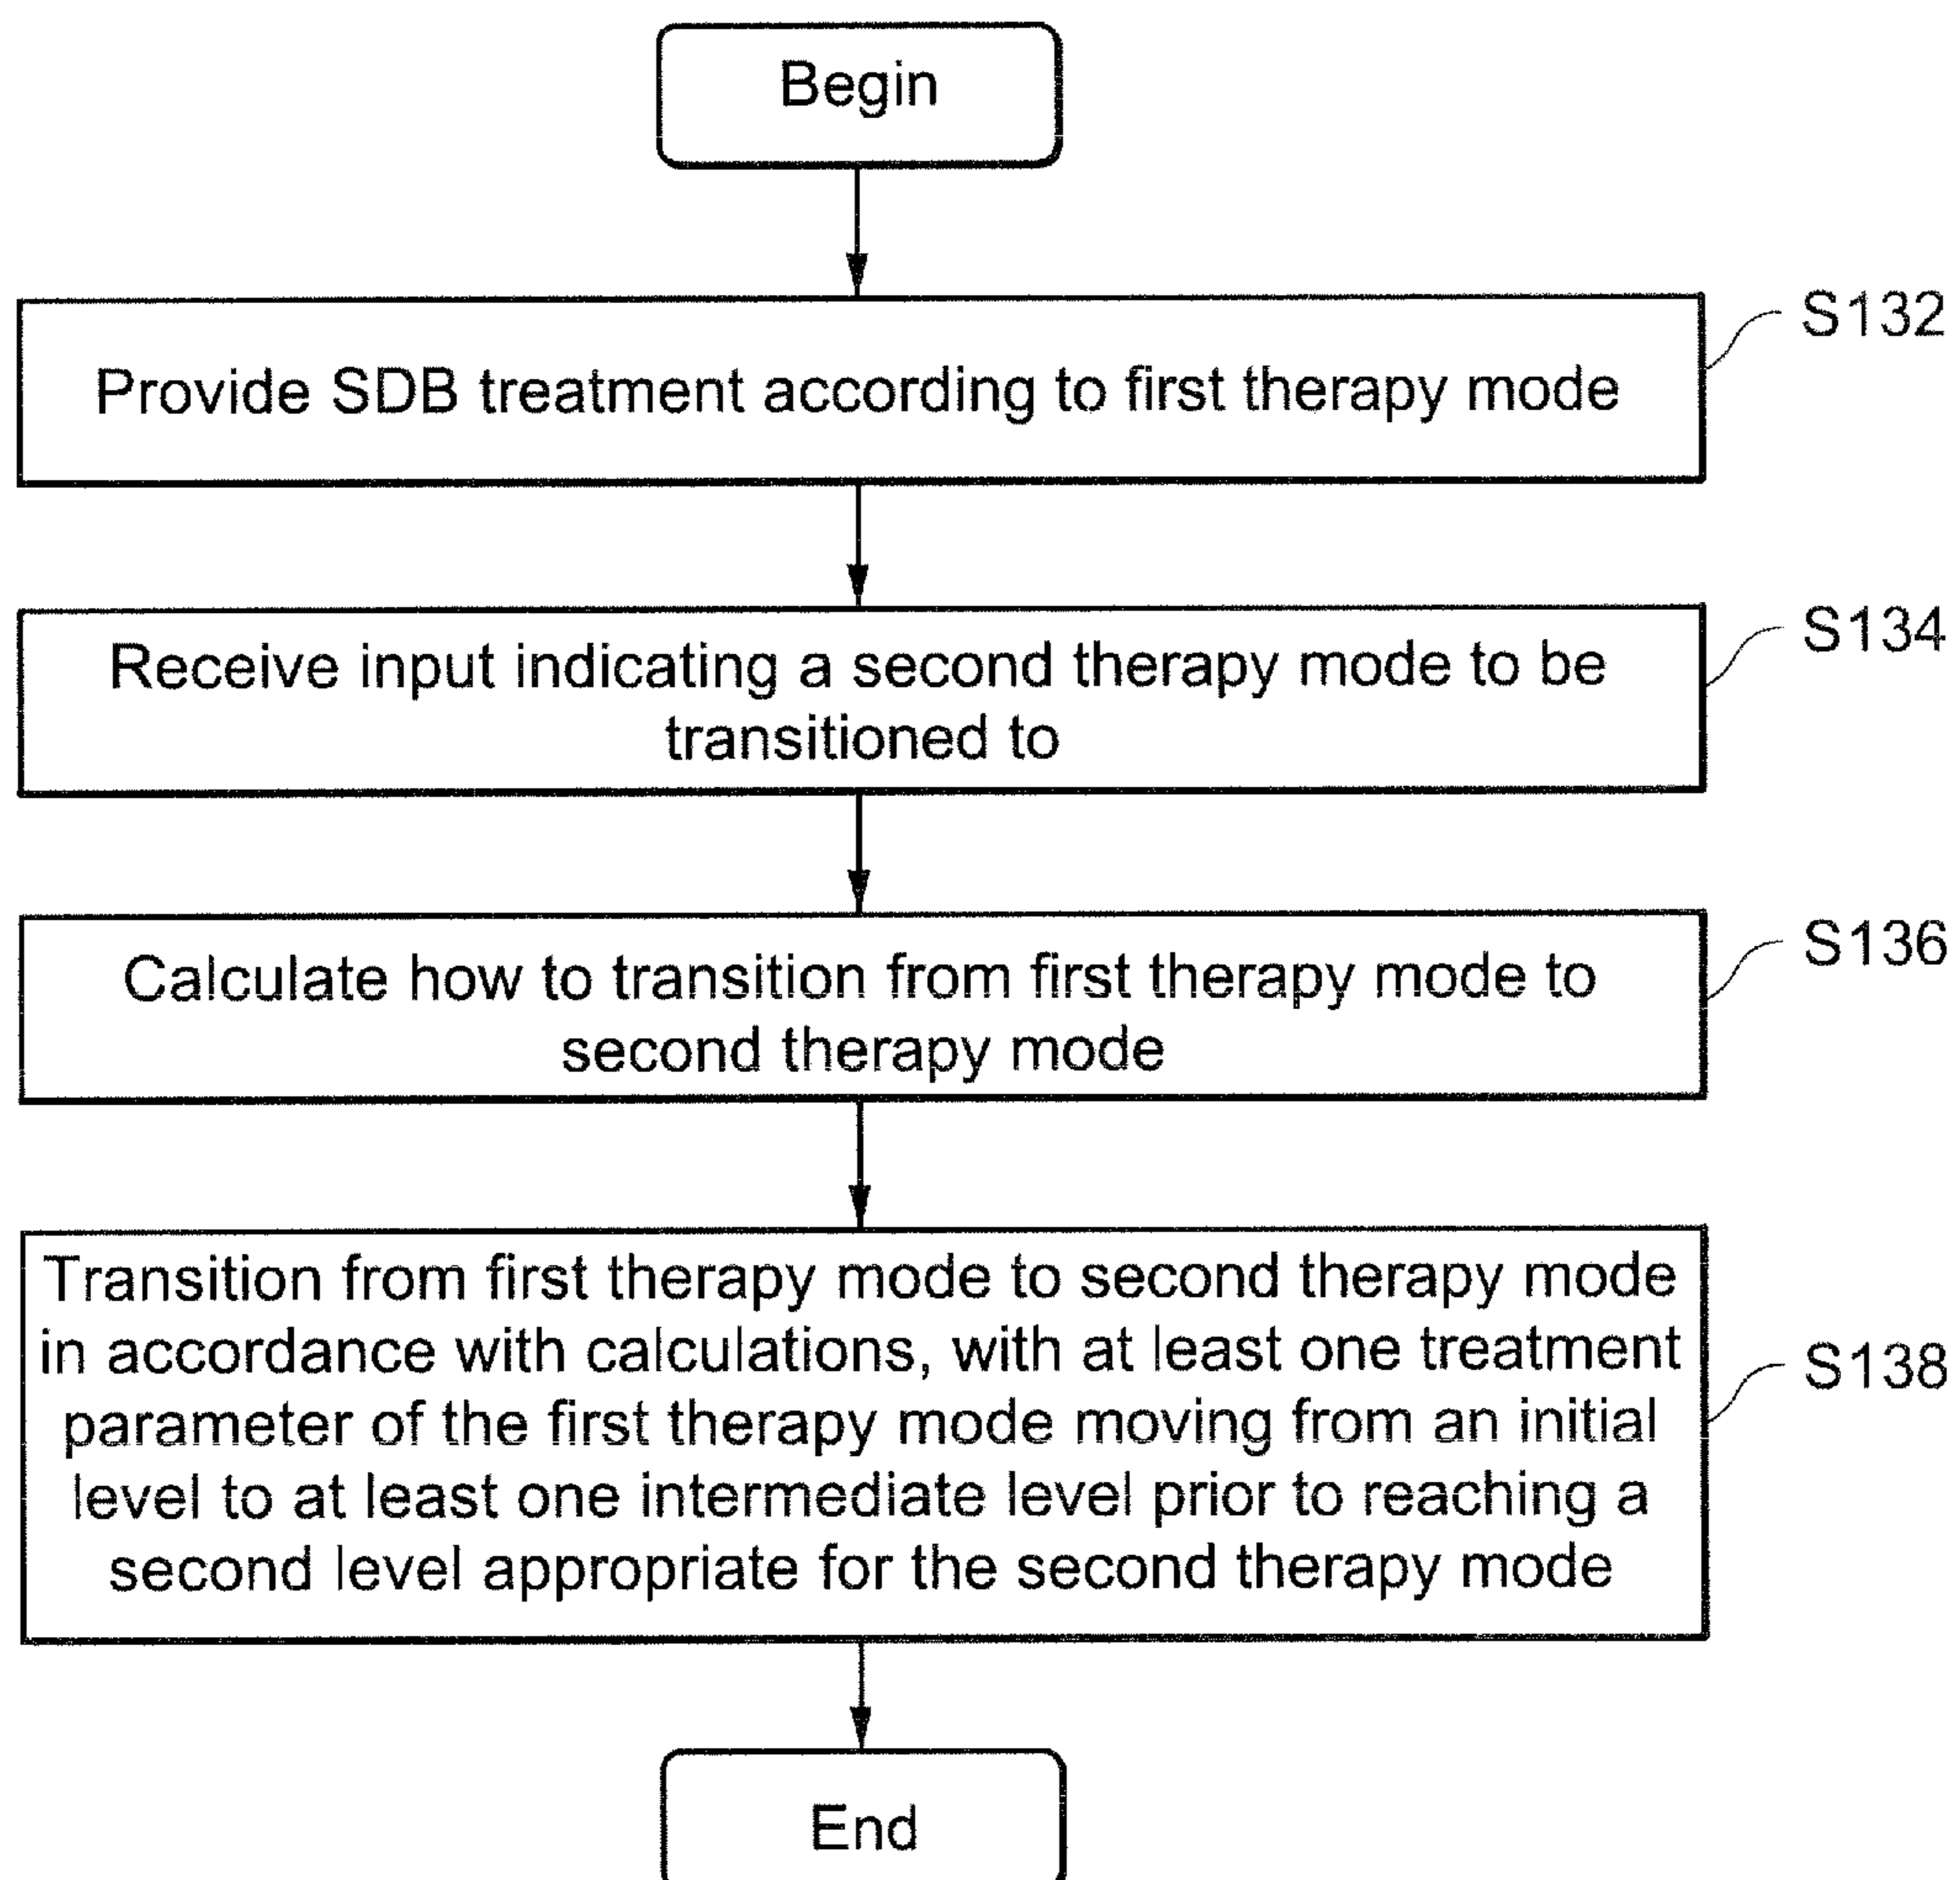 Begin
S132
Provide SDB treatment according to first therapy mode
S134
Receive input indicating a second therapy mode to be
transitioned to
S136
Calculate how to transition from first therapy mode to
second therapy mode
Transition from first therapy mode to second therapy mode
in accordance with calculations, with at least one treatment
S138
parameter of the first therapy mode moving from an initial
level to at least one intermediate level prior to reaching a
second level appropriate for the second therapy mode
End